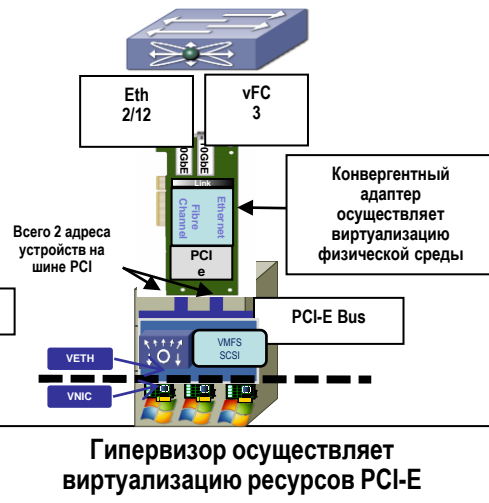 Eth
2/12
vFC
3
10GbE
10GbE
Link
Ethernet
Fibre
Channel
PCI
e
Конвергентный
адаптер
осуществляет
виртуализацию
физической среды
Всего 2 адреса
устройств на
шине PCI
PCI-E Bus
VMFS
SCSI
VETH
VNIC
Гипервизор осуществляет
виртуализацию ресурсов PCI-E